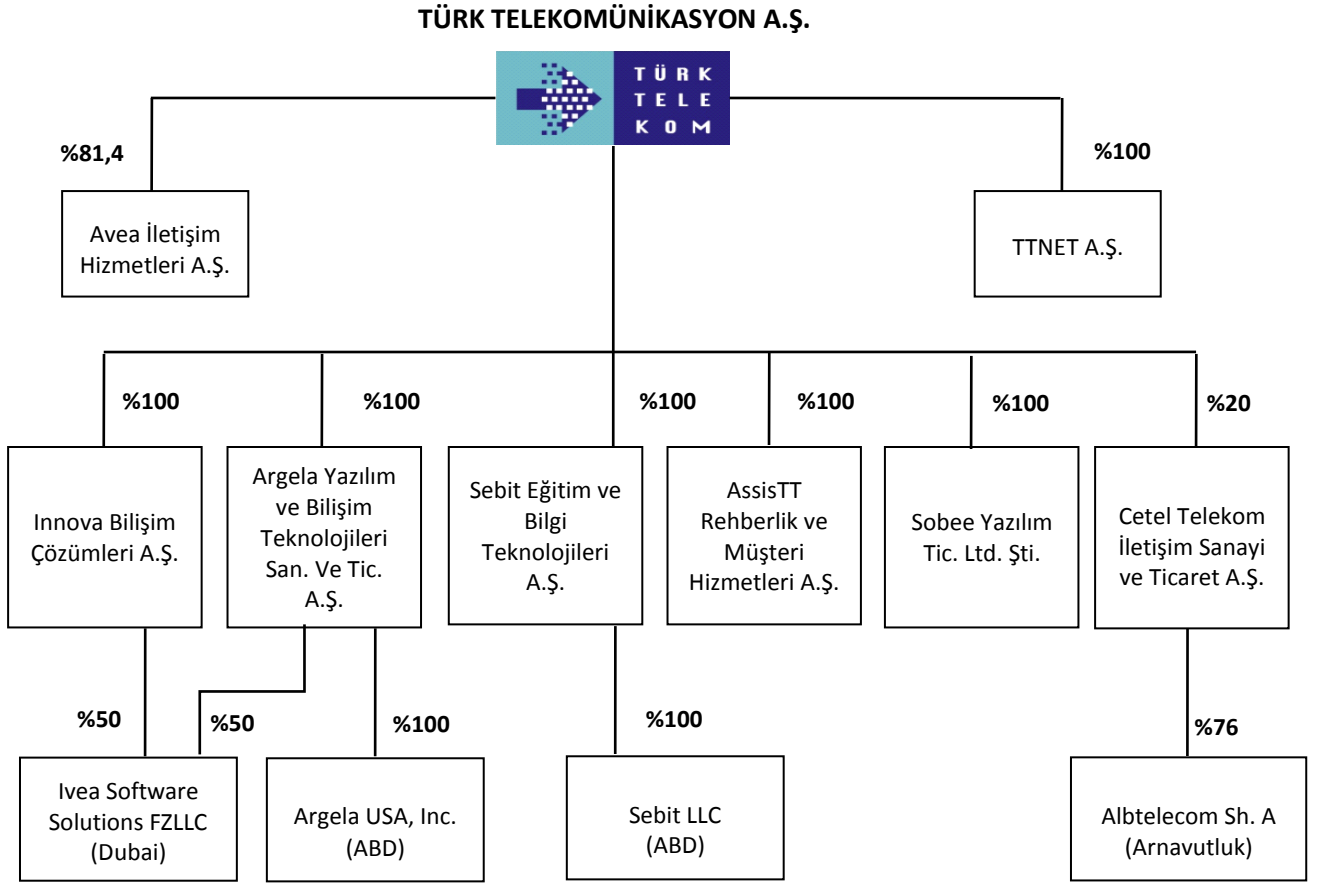 TÜRK TELEKOMÜNİKASYON A.Ş.
TÜRK
TELE
KOM
%81,4
%100
Avea İletişim
Hizmetleri A.Ş.
TTNET A.Ş.
%100
%100
%100
%100
%100
%20
Innova Bilişim
Çözümleri A.Ş.
Argela Yazılım
ve Bilişim
Teknolojileri
San. Ve Tic.
A.Ş.
Sebit Eğitim ve
Bilgi
Teknolojileri
A.Ş.
AssisTT
Rehberlik ve
Müşteri
Hizmetleri A.Ş.
Sobee Yazılım
Tic. Ltd. Şti.
Cetel Telekom
İletişim Sanayi
ve Ticaret A.Ş.
%50
%50
%100
%100
%76
Ivea Software
Solutions FZLLC
(Dubai)
Argela USA, Inc.
(ABD)
Sebit LLC
(ABD)
Albtelecom Sh. A
(Arnavutluk)